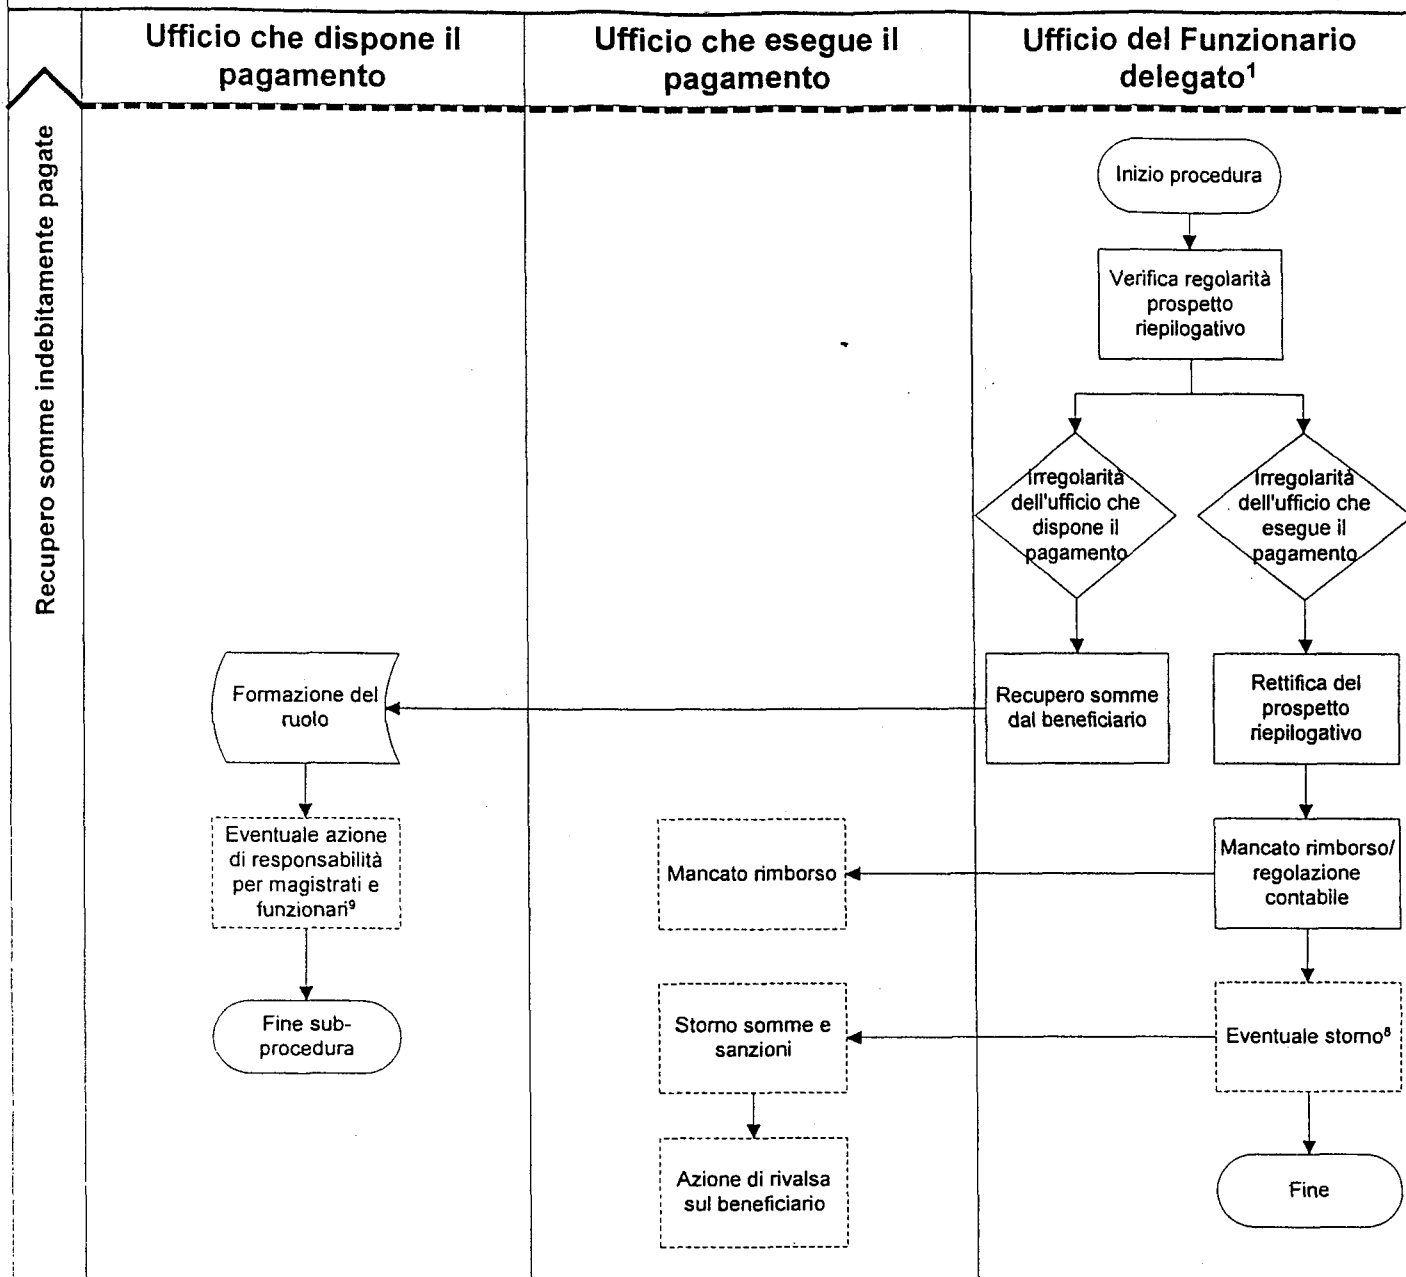 Ufficio che dispone il
pagamento
Ufficio che esegue il
pagamento
Ufficio del Funzionario
delegato¹
Recupero somme indebitamente pagate
Inizio procedura
Verifica regolarità
prospetto
riepilogativo
Irregolarità
dell'ufficio che
dispone il
pagamento
Irregolarità
dell'ufficio che
esegue il
pagamento
Formazione del
ruolo
Recupero somme
dal beneficiario
Rettifica del
prospetto
riepilogativo
Eventuale azione
di responsabilità
per magistrati e
funzionari⁹
Mancato rimborso
Mancato rimborso/
regolazione
contabile
Fine sub-
procedura
Storno somme e
sanzioni
Eventuale storno⁸
Azione di rivalsa
sul beneficiario
Fine